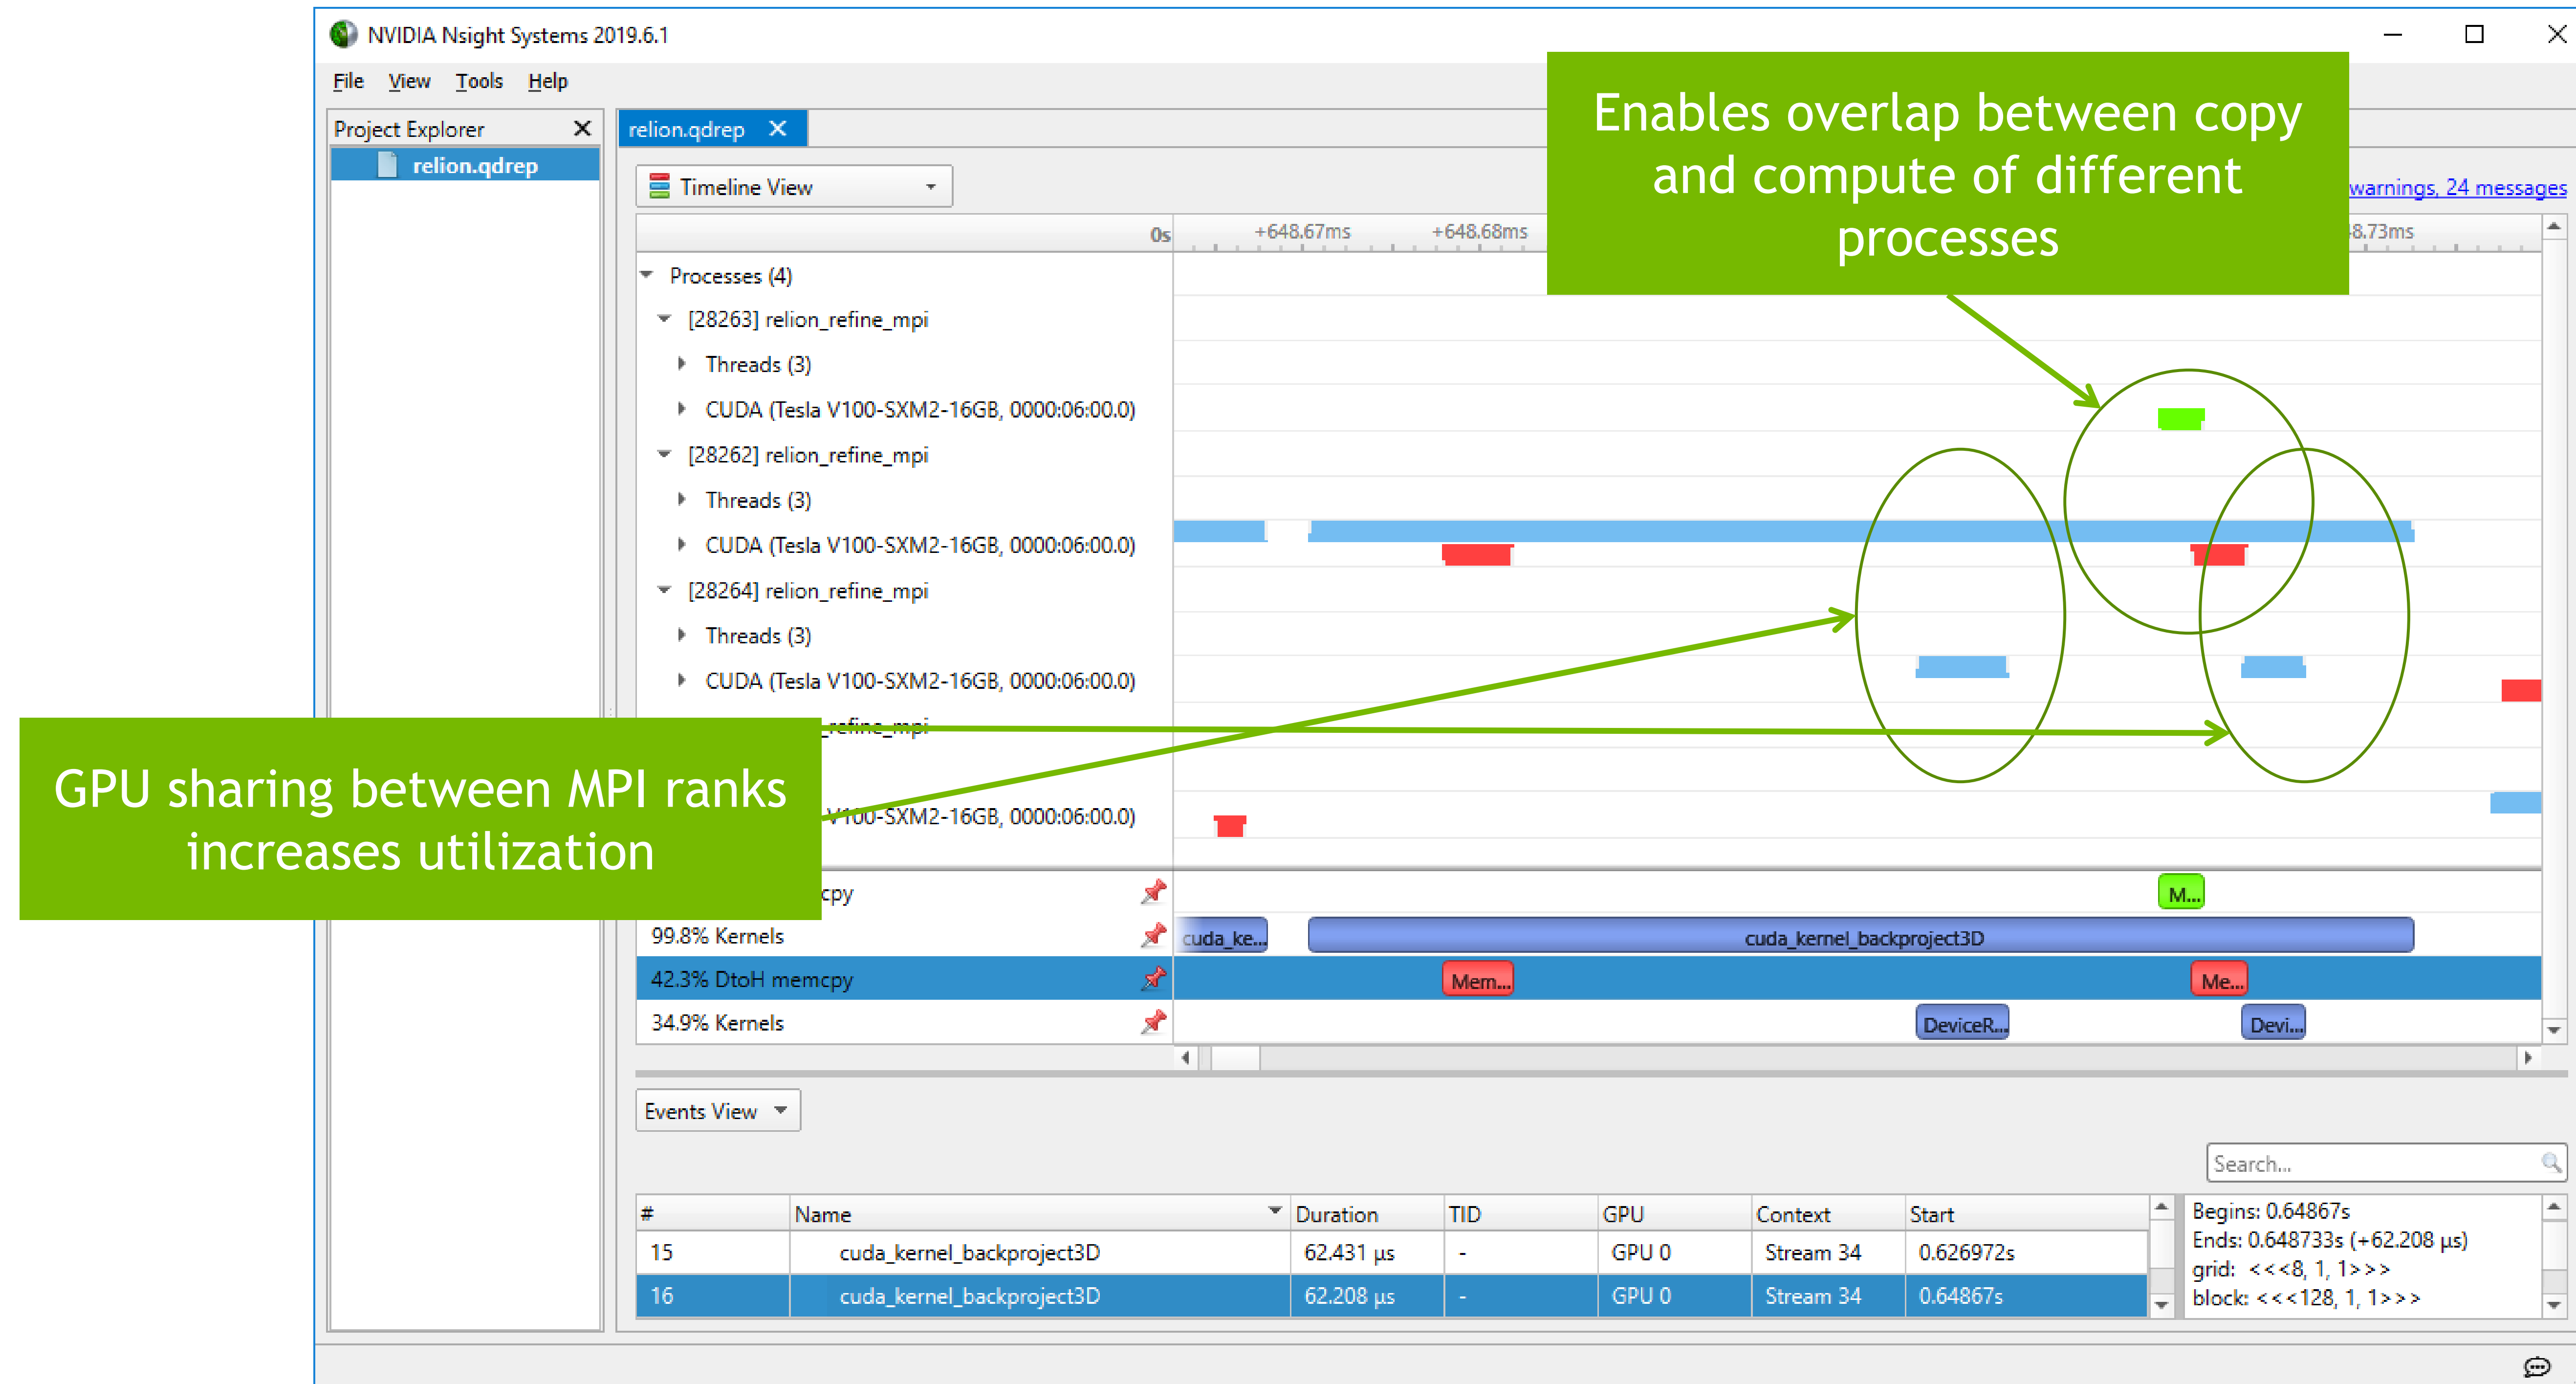 NVIDIA Nsight Systems 2019.6.1
File View Tools Help
Project Explorer
relion.qdrep
relion.qdrep
Enables overlap between copy
and compute of different
processes
Timeline View
warnings, 24 messages
0s +648.67ms +648.68ms 8.73ms
Processes (4)
[28263] relion_refine_mpi
Threads (3)
CUDA (Tesla V100-SXM2-16GB, 0000:06:00.0)
[28262] relion_refine_mpi
Threads (3)
CUDA (Tesla V100-SXM2-16GB, 0000:06:00.0)
[28264] relion_refine_mpi
Threads (3)
CUDA (Tesla V100-SXM2-16GB, 0000:06:00.0)
_refine_mpi
V100-SXM2-16GB, 0000:06:00.0)
GPU sharing between MPI ranks
increases utilization
cpy M...
99.8% Kernels cuda_ke... cuda_kernel_backproject3D
42.3% DtoH memcpy Mem... Me...
34.9% Kernels DeviceR... Devi...
Events View
Search...
# Name Duration TID GPU Context Start
15 cuda_kernel_backproject3D 62.431 µs - GPU 0 Stream 34 0.626972s
16 cuda_kernel_backproject3D 62.208 µs - GPU 0 Stream 34 0.64867s
Begins: 0.64867s
Ends: 0.648733s (+62.208 µs)
grid: <<<8, 1, 1>>>
block: <<<128, 1, 1>>>